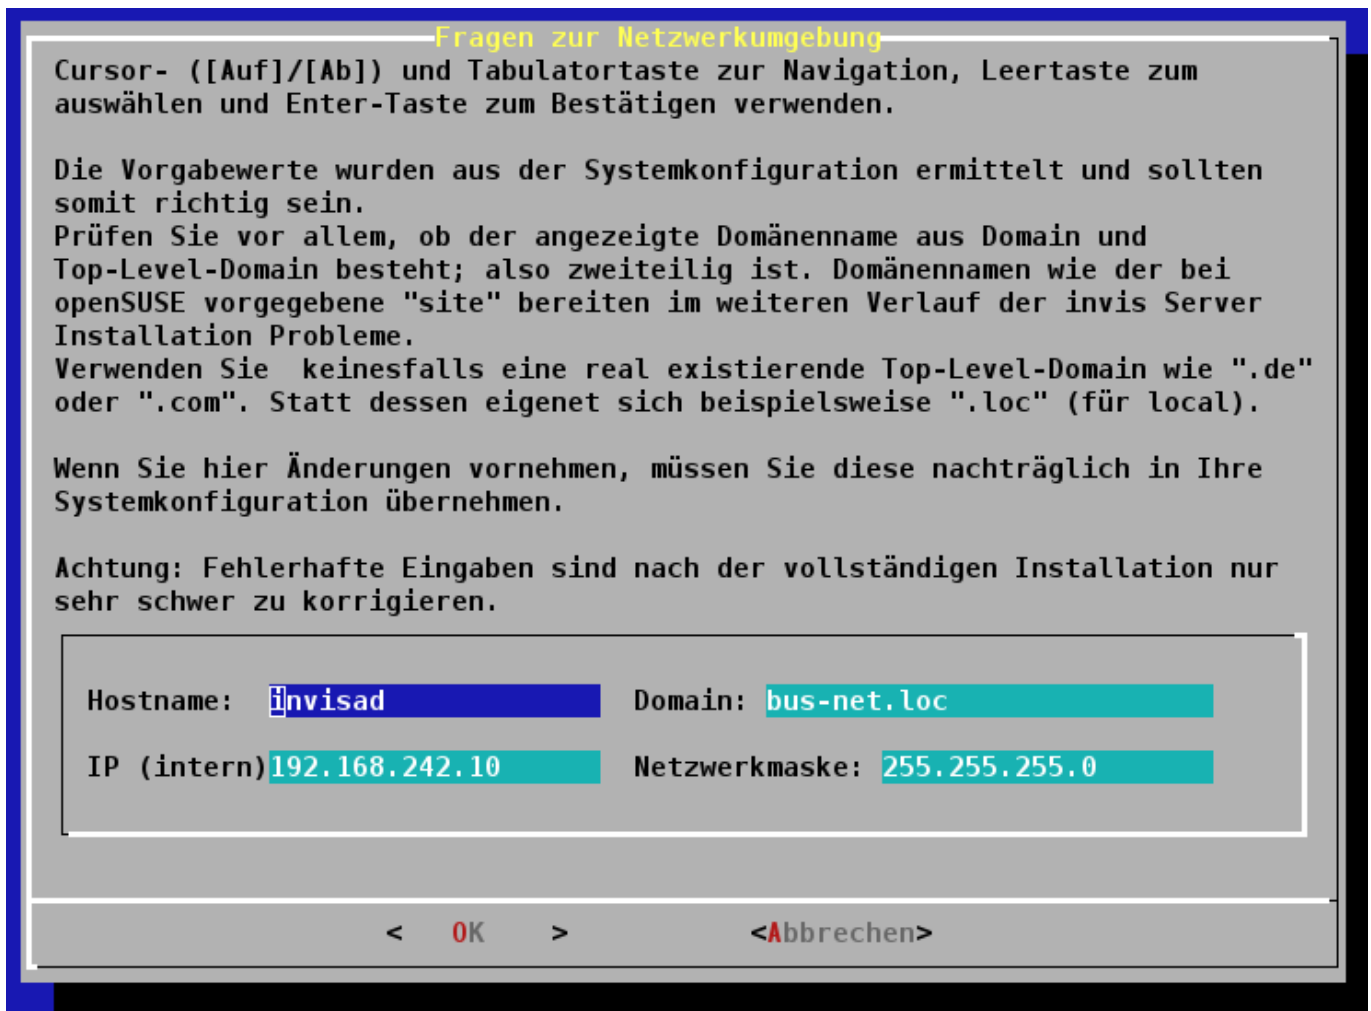 Fragen zur Netzwerkumgebung
Cursor- ([Auf]/[Ab]) und Tabulatortaste zur Navigation, Leertaste zum
auswählen und Enter-Taste zum Bestätigen verwenden.
Die Vorgabewerte wurden aus der Systemkonfiguration ermittelt und sollten
somit richtig sein.
Prüfen Sie vor allem, ob der angezeigte Domänenname aus Domain und
Top-Level-Domain besteht; also zweiteilig ist. Domänennamen wie der bei
openSUSE vorgegebene "site" bereiten im weiteren Verlauf der invis Server
Installation Probleme.
Verwenden Sie  keinesfalls eine real existierende Top-Level-Domain wie ".de"
oder ".com". Statt dessen eigenet sich beispielsweise ".loc" (für local).
Wenn Sie hier Änderungen vornehmen, müssen Sie diese nachträglich in Ihre
Systemkonfiguration übernehmen.
Achtung: Fehlerhafte Eingaben sind nach der vollständigen Installation nur
sehr schwer zu korrigieren.
Hostname: invisad Domain: bus-net.loc
IP (intern) 192.168.242.10 Netzwerkmaske: 255.255.255.0
< OK > <Abbrechen>